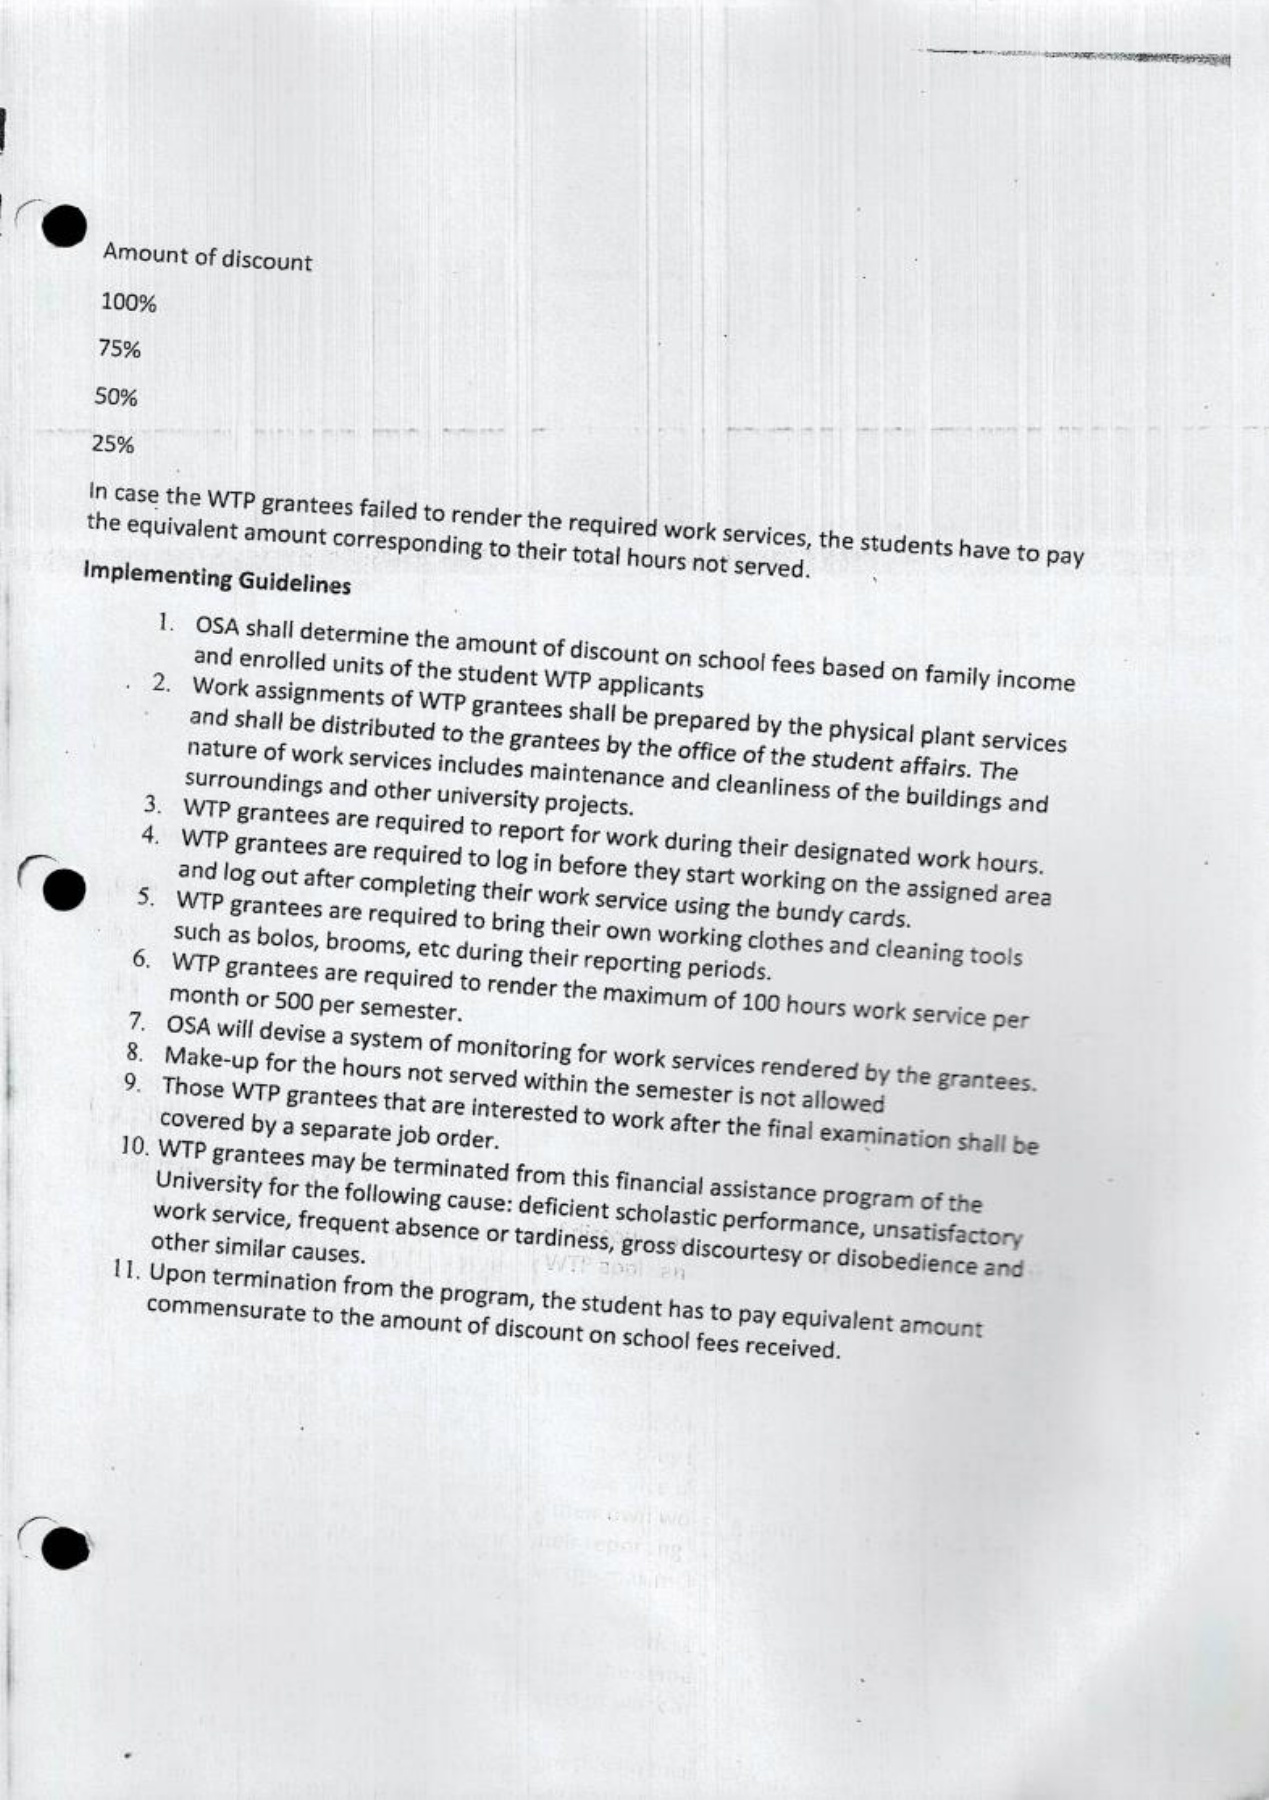 Amount of discount
100%
75%
50%
25%
In case the WTP grantees failed to render the required work services, the students have to pay
the equivalent amount corresponding to their total hours not served.
Implementing Guidelines
1. OSA shall determine the amount of discount on school fees based on family income
and enrolled units of the student WTP applicants
2. Work assignments of WTP grantees shall be prepared by the physical plant services
and shall be distributed to the grantees by the office of the student affairs. The
nature of work services includes maintenance and cleanliness of the buildings and
surroundings and other university projects.
3. WTP grantees are required to report for work during their designated work hours.
4. WTP grantees are required to log in before they start working on the assigned area
and log out after completing their work service using the bundy cards.
5. WTP grantees are required to bring their own working clothes and cleaning tools
such as bolos, brooms, etc during their reporting periods.
6. WTP grantees are required to render the maximum of 100 hours work service per
month or 500 per semester.
7. OSA will devise a system of monitoring for work services rendered by the grantees.
8. Make-up for the hours not served within the semester is not allowed
9. Those WTP grantees that are interested to work after the final examination shall be
covered by a separate job order.
10. WTP grantees may be terminated from this financial assistance program of the
University for the following cause: deficient scholastic performance, unsatisfactory
work service, frequent absence or tardiness, gross discourtesy or disobedience and
other similar causes.
11. Upon termination from the program, the student has to pay equivalent amount
commensurate to the amount of discount on school fees received.